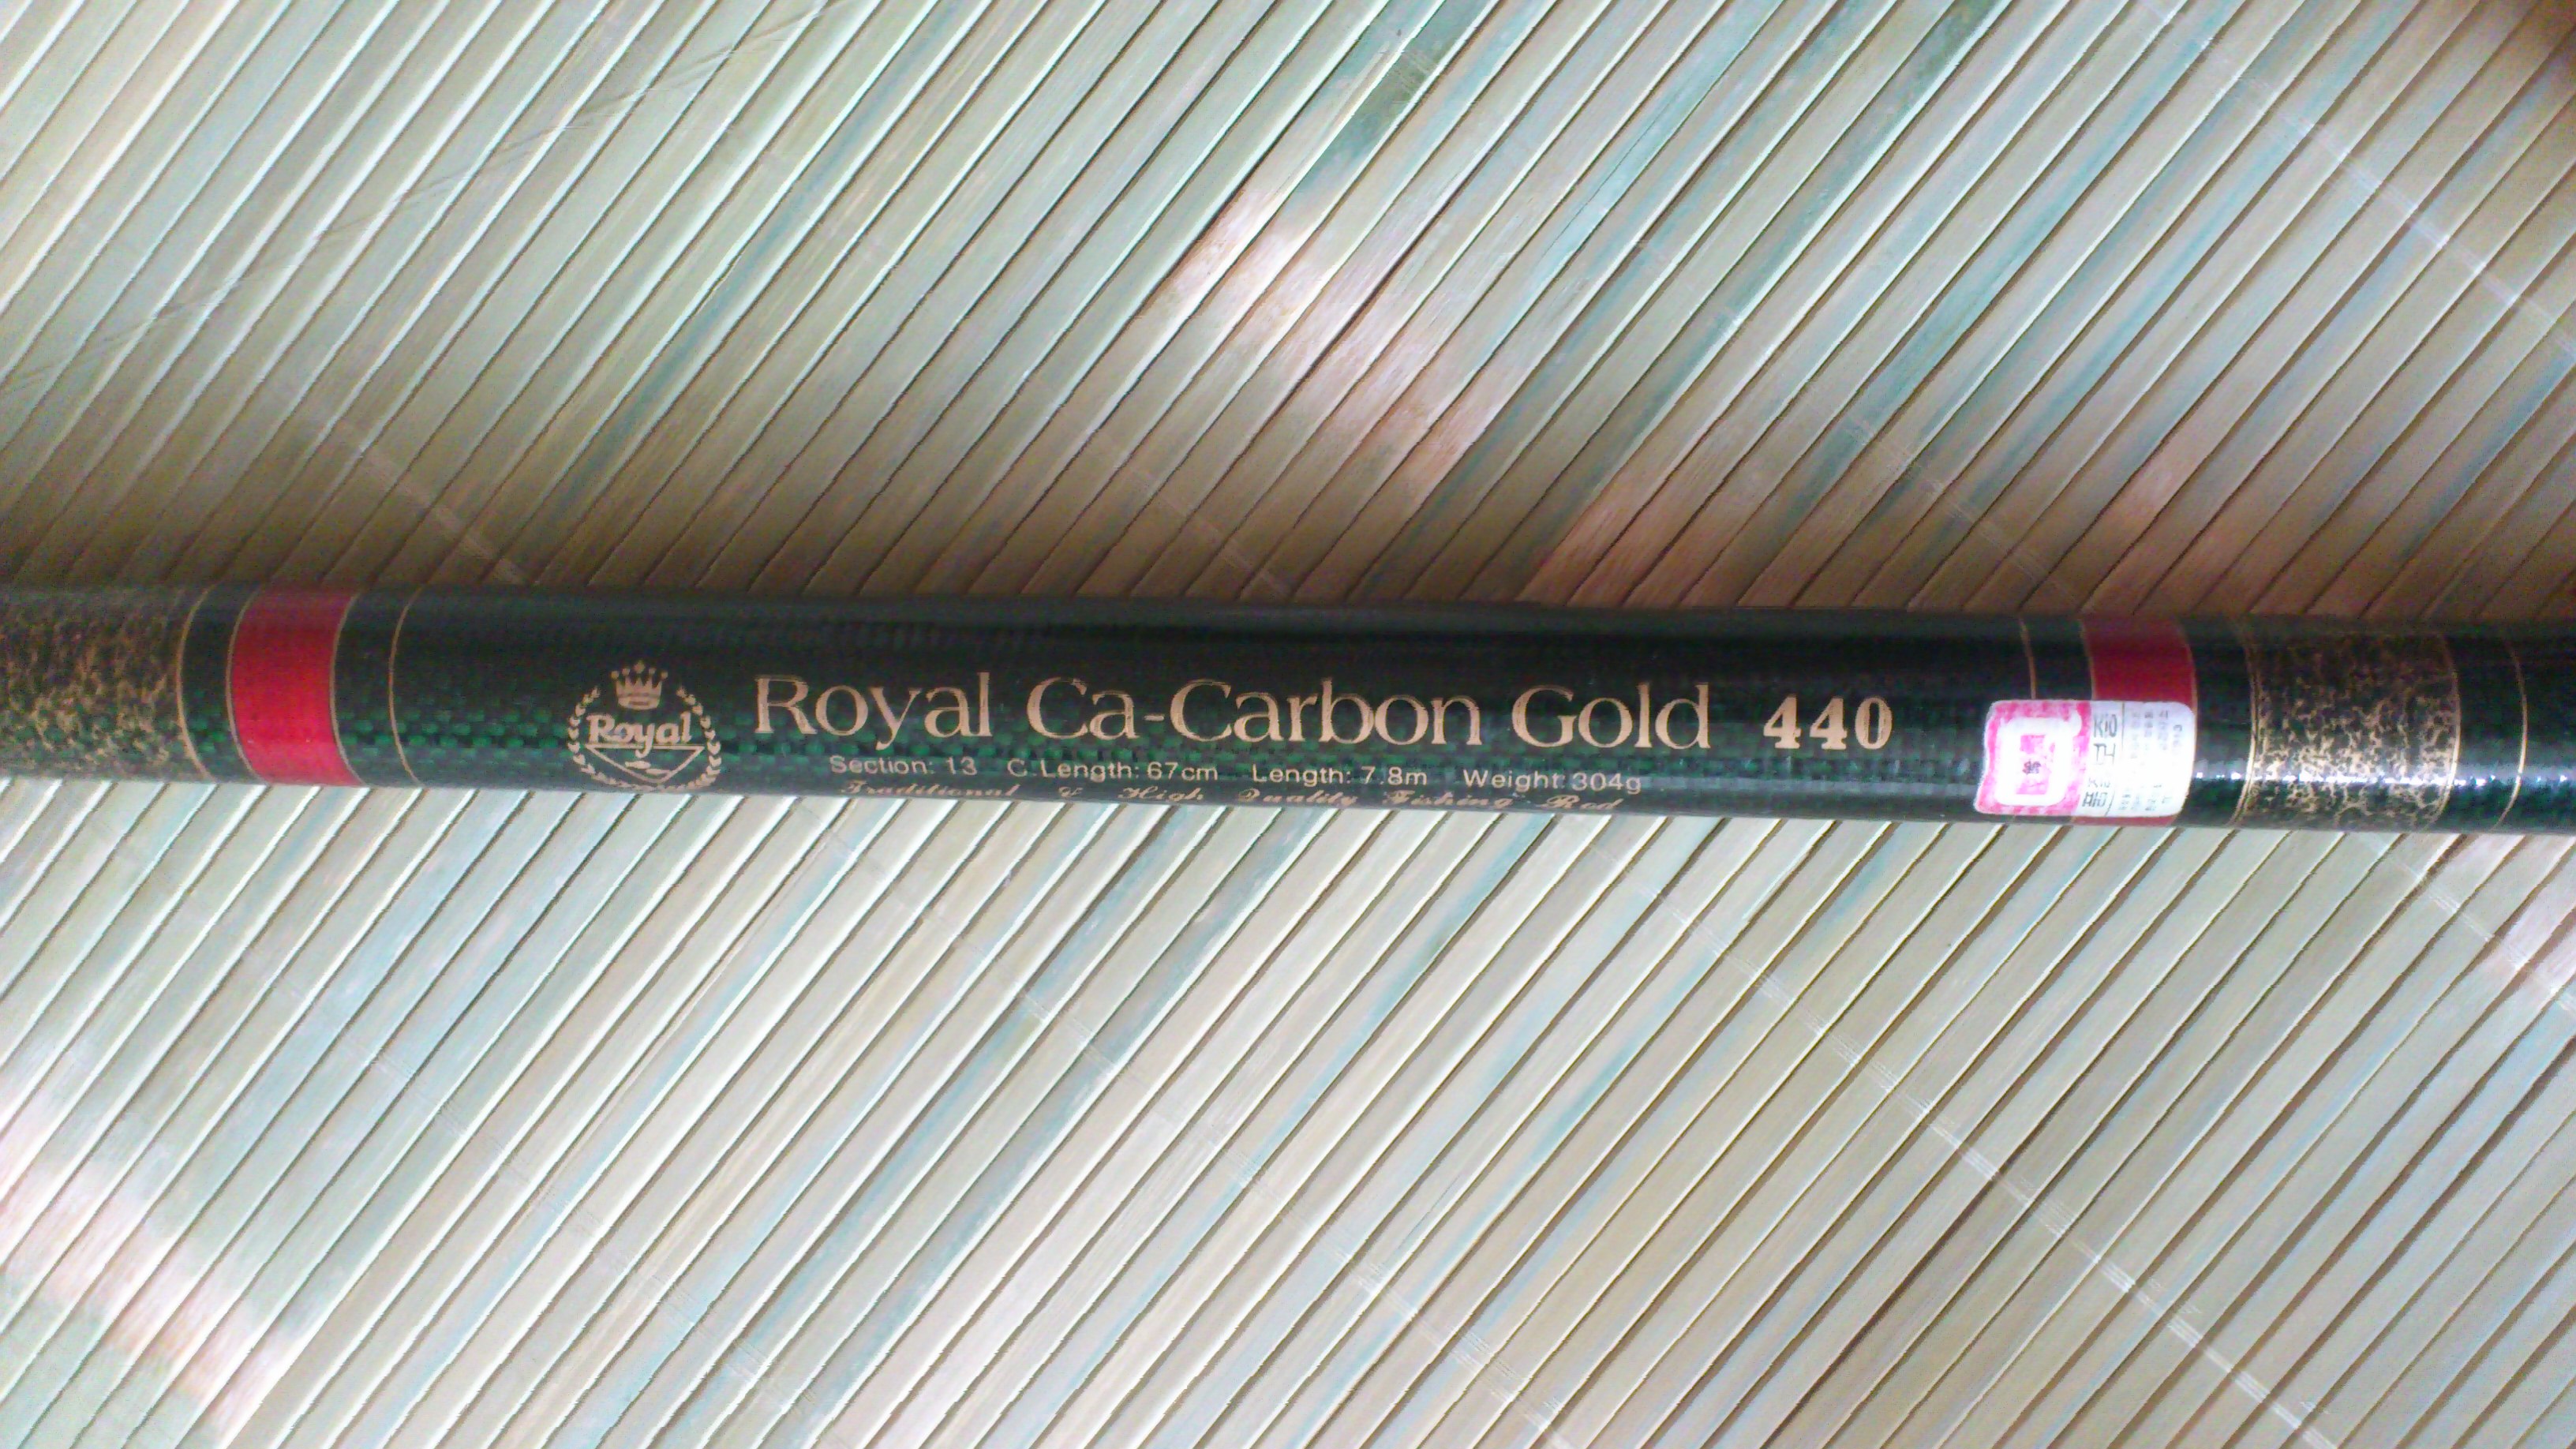 Royal
Royal Ca-Carbon Gold 440
Section: 13 C.Length: 67cm Length: 7.8m Weight: 304g
Traditional & High Quality Fishing Rod